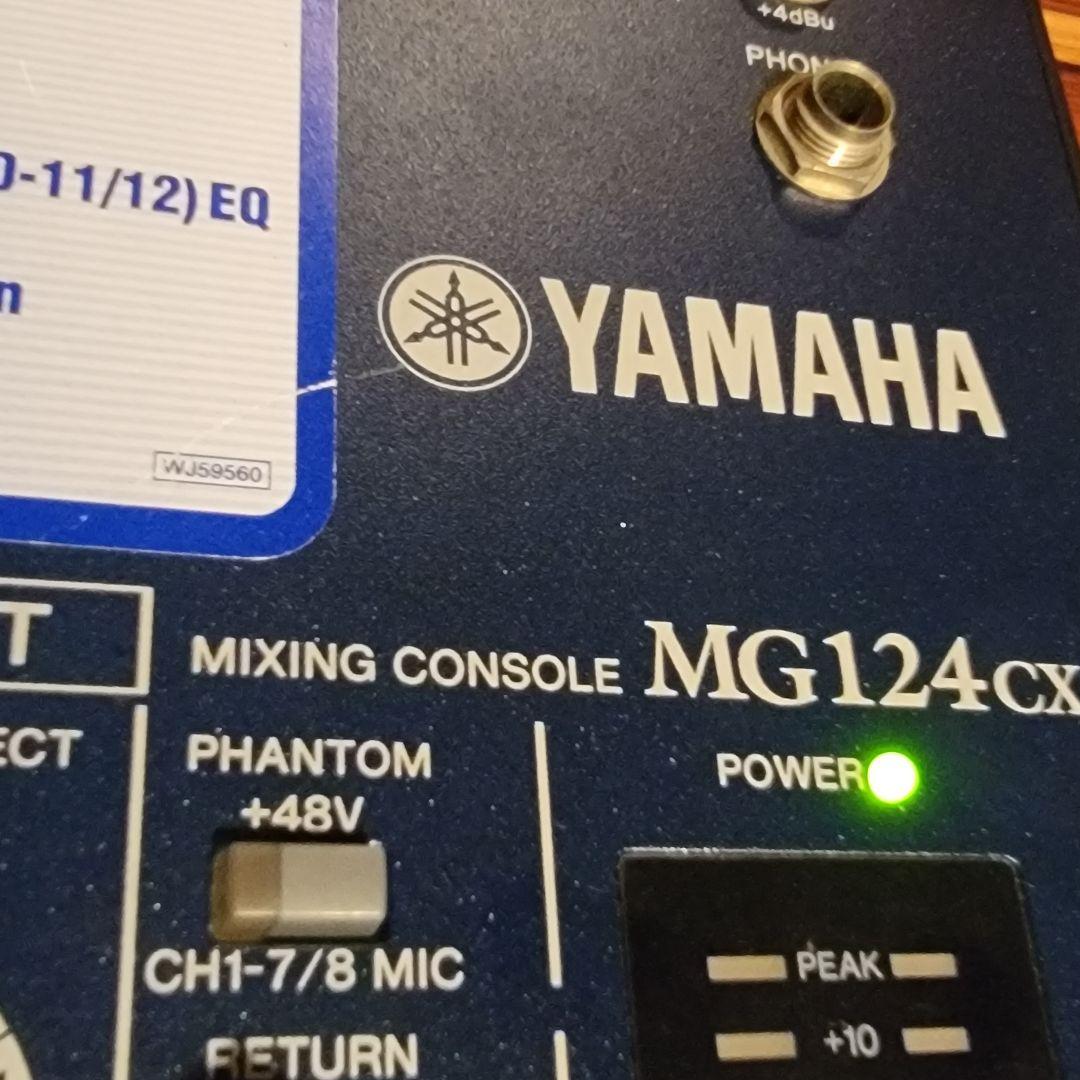 +4dBu
PHON
-11/12) EQ
n
YAMAHA
WJ59560
T
MIXING CONSOLE MG124CX
ECT
PHANTOM
+48V
POWER
CH1-7/8 MIC
PEAK
+10
RETURN